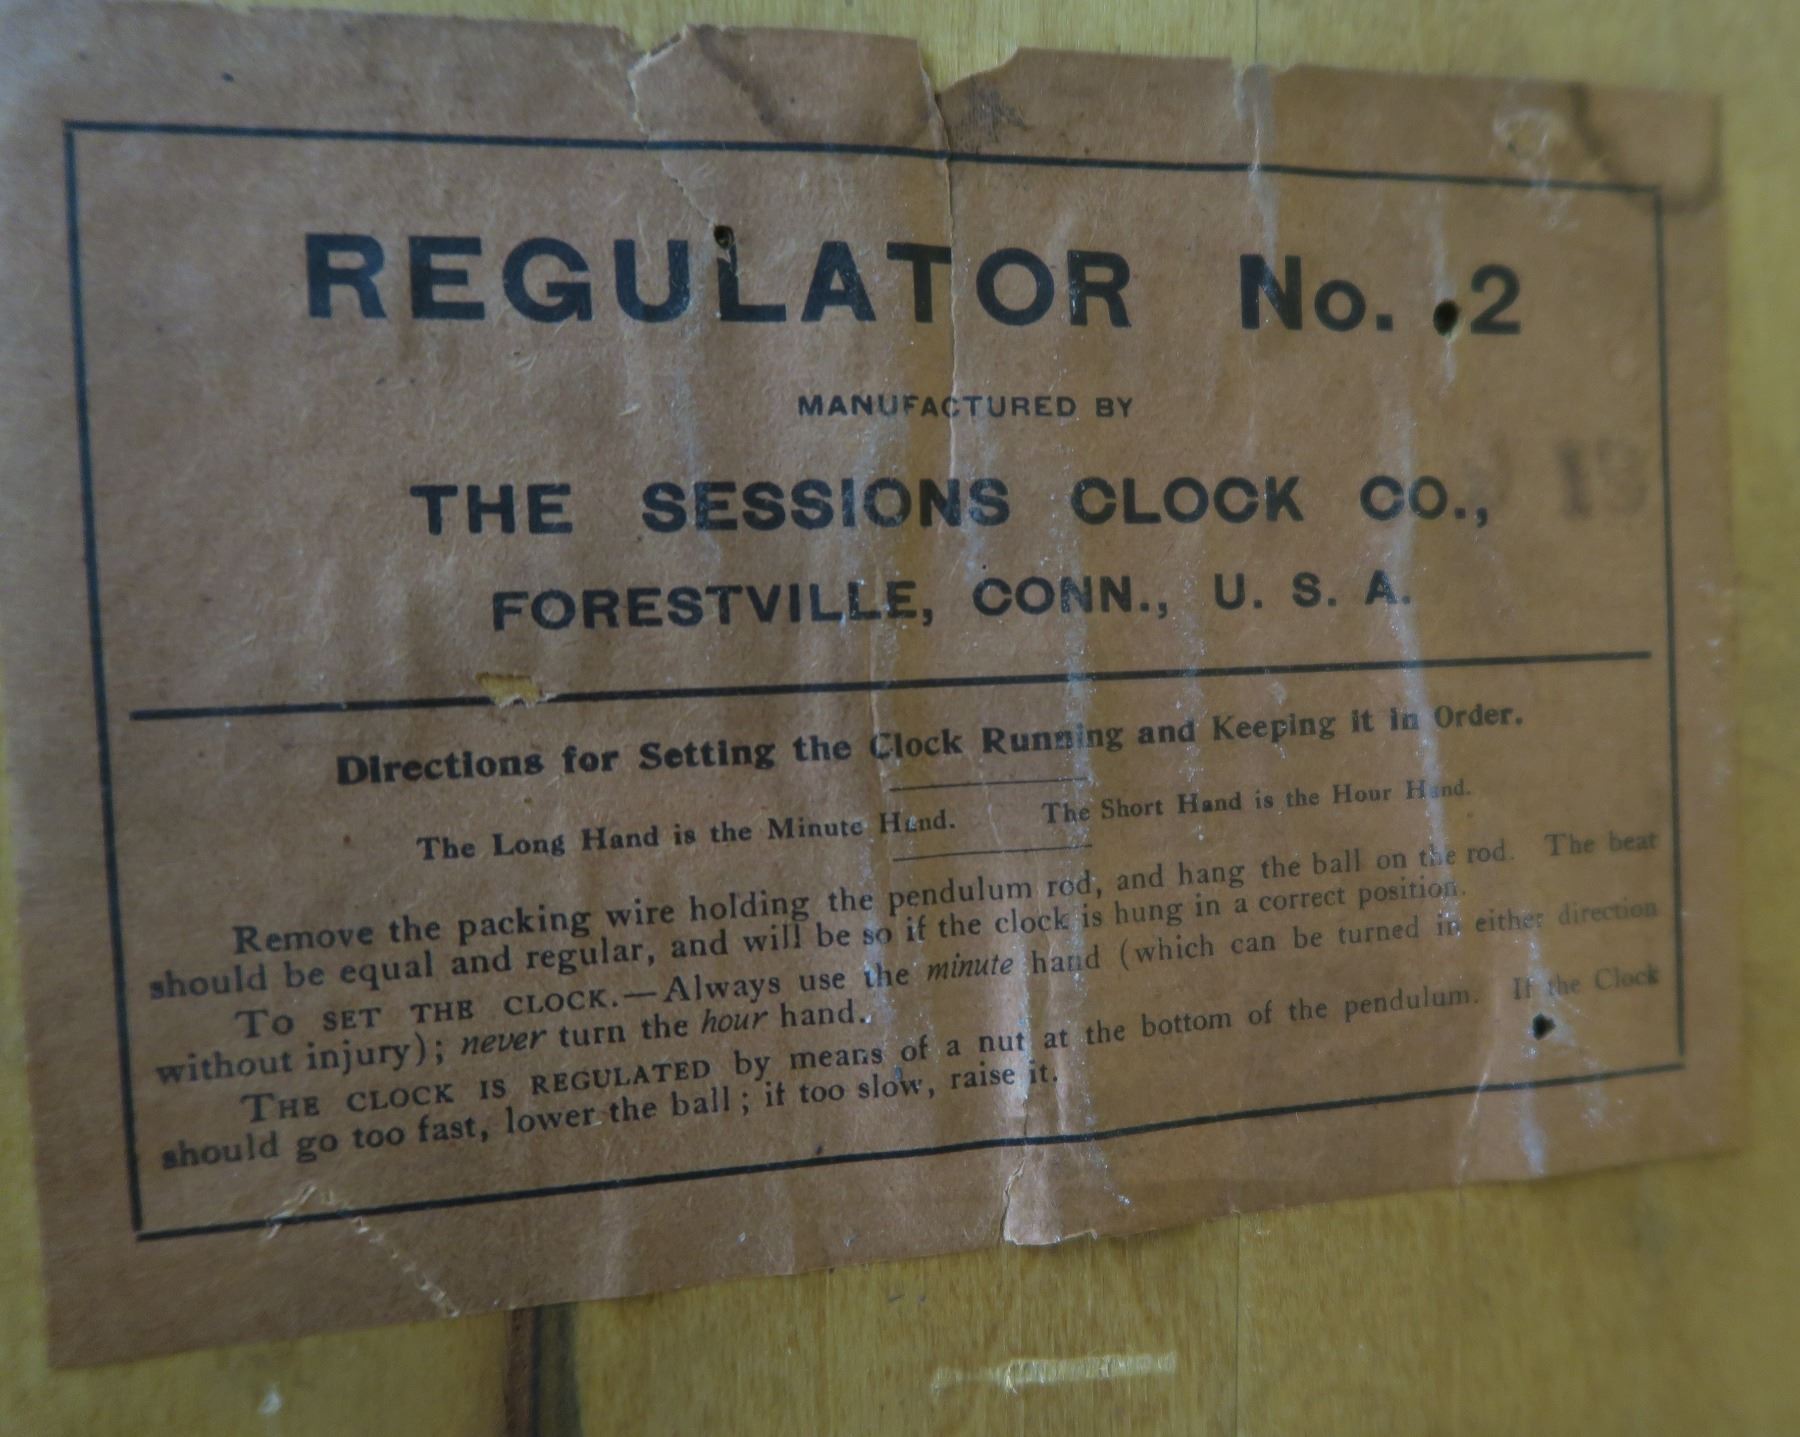 REGULATOR No. 2
MANUFACTURED BY
THE SESSIONS CLOCK CO.,
13
FORESTVILLE, CONN., U. S. A.
Directions for Setting the Clock Running and Keeping it in Order.
The Long Hand is the Minute Hand. The Short Hand is the Hour Hand.
Remove the packing wire holding the pendulum rod, and hang the ball on the rod. The beat
should be equal and regular, and will be so if the clock is hung in a correct position.
TO SET THE CLOCK.—Always use the minute hand (which can be turned in either direction
without injury); never turn the hour hand.
THE CLOCK IS REGULATED by means of a nut at the bottom of the pendulum. If the Clock
should go too fast, lower the ball; if too slow, raise it.